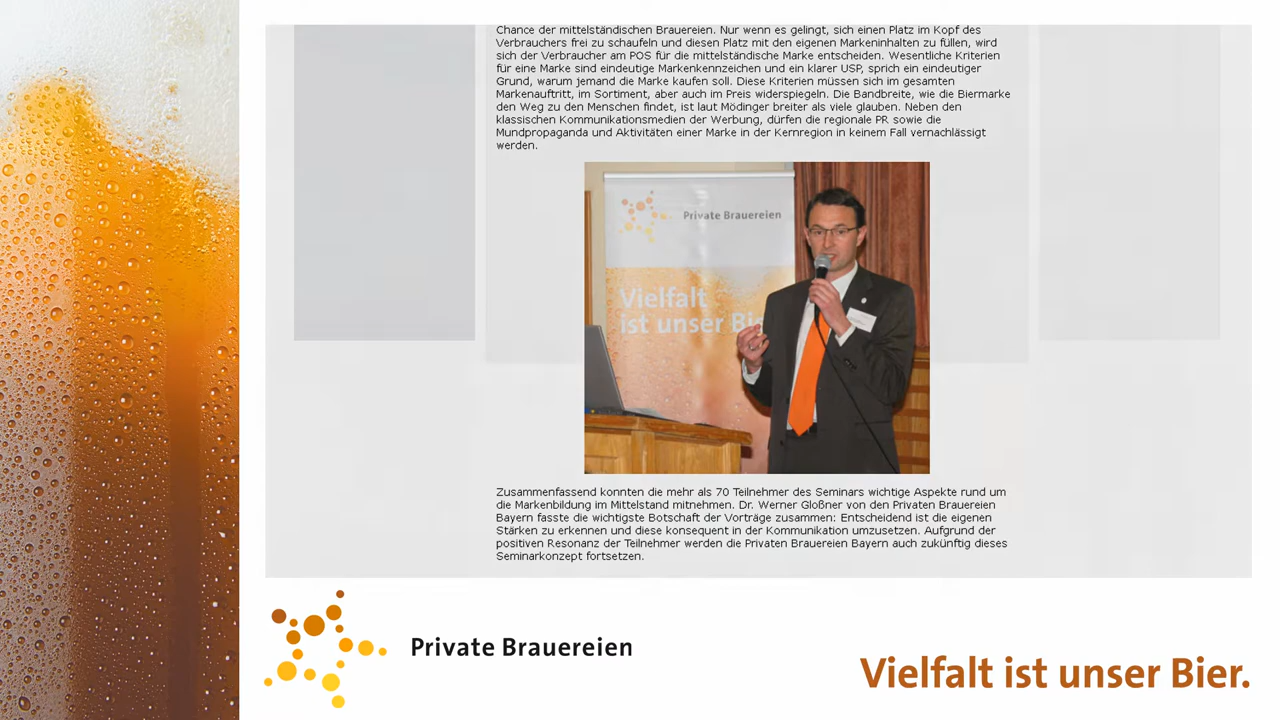 Chance der mittelständischen Brauereien. Nur wenn es gelingt, sich einen Platz im Kopf des
Verbrauchers frei zu schaufeln und diesen Platz mit den eigenen Markeninhalten zu füllen, wird
sich der Verbraucher am POS für die mittelständische Marke entscheiden. Wesentliche Kriterien
für eine Marke sind eindeutige Markenkennzeichen und ein klarer USP, sprich ein eindeutiger
Grund, warum jemand die Marke kaufen soll. Diese Kriterien müssen sich im gesamten
Markenauftritt, im Sortiment, aber auch im Preis widerspiegeln. Die Bandbreite, wie die Biermarke
den Weg zu den Menschen findet, ist laut Mödinger breiter als viele glauben. Neben den
klassischen Kommunikationsmedien der Werbung, dürfen die regionale PR sowie die
Mundpropaganda und Aktivitäten einer Marke in der Kernregion in keinem Fall vernachlässigt
werden.
Private Brauereien
Vielfalt
ist unser Bie
Zusammenfassend konnten die mehr als 70 Teilnehmer des Seminars wichtige Aspekte rund um
die Markenbildung im Mittelstand mitnehmen. Dr. Werner Gloßner von den Privaten Brauereien
Bayern fasste die wichtigste Botschaft der Vorträge zusammen: Entscheidend ist die eigenen
Stärken zu erkennen und diese konsequent in der Kommunikation umzusetzen. Aufgrund der
positiven Resonanz der Teilnehmer werden die Privaten Brauereien Bayern auch zukünftig dieses
Seminarkonzept fortsetzen.
Private Brauereien
Vielfalt ist unser Bier.